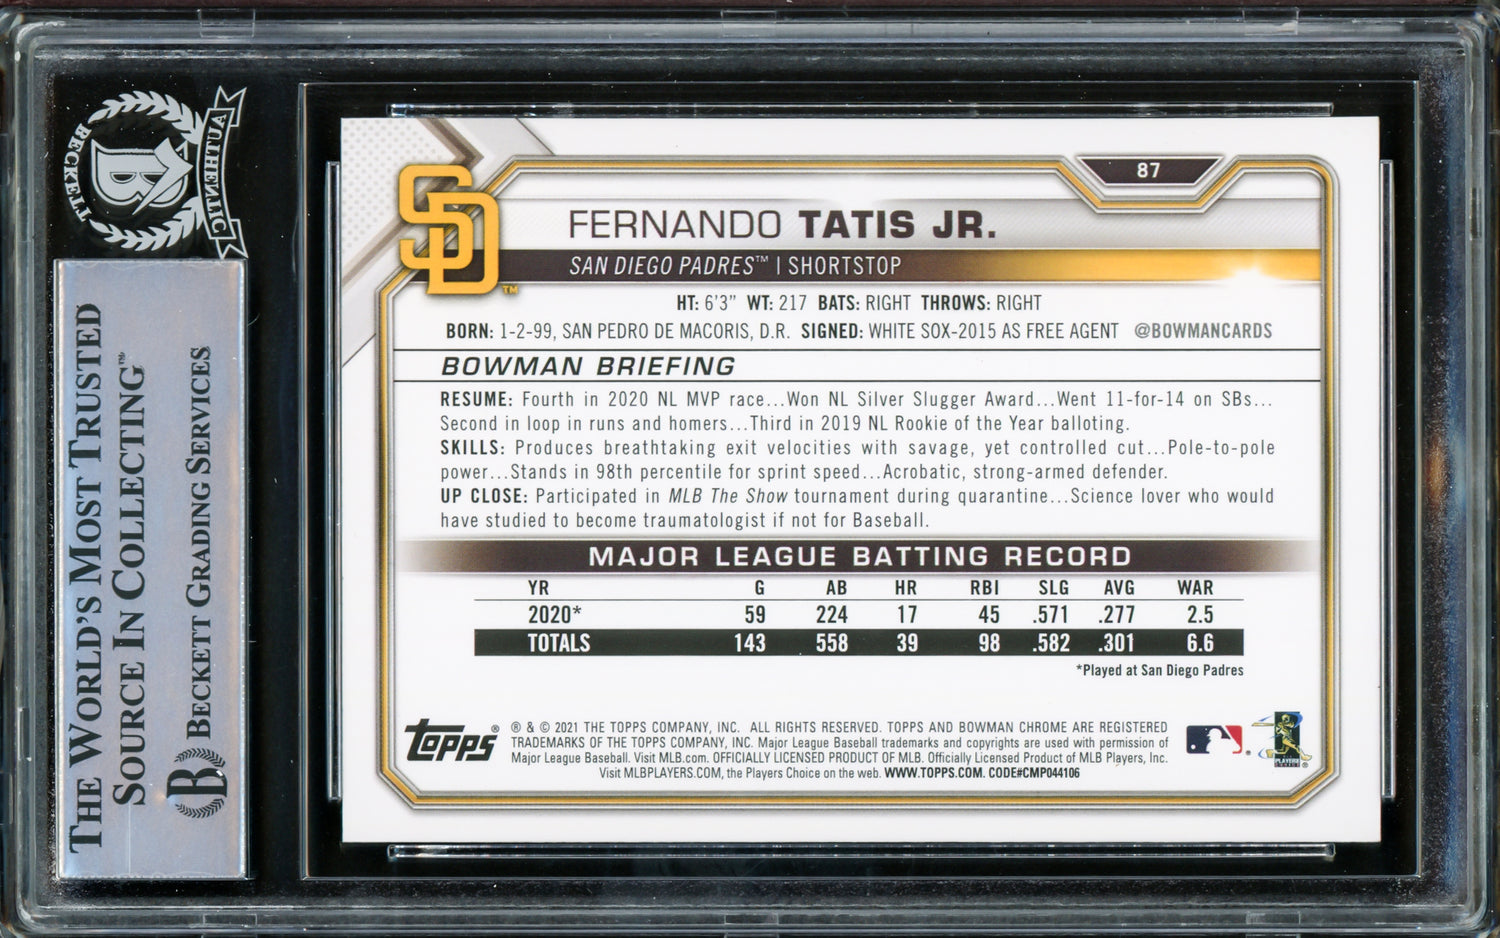 BECKETT
AUTHENTIC
B
THE WORLD'S MOST TRUSTED
SOURCE IN COLLECTING™
B BECKETT GRADING SERVICES
87
SD™
FERNANDO TATIS JR.
SAN DIEGO PADRES™ | SHORTSTOP
HT: 6'3" WT: 217 BATS: RIGHT THROWS: RIGHT
BORN: 1-2-99, SAN PEDRO DE MACORIS, D.R. SIGNED: WHITE SOX-2015 AS FREE AGENT @BOWMANCARDS
BOWMAN BRIEFING
RESUME: Fourth in 2020 NL MVP race...Won NL Silver Slugger Award...Went 11-for-14 on SBs...
Second in loop in runs and homers...Third in 2019 NL Rookie of the Year balloting.
SKILLS: Produces breathtaking exit velocities with savage, yet controlled cut...Pole-to-pole
power...Stands in 98th percentile for sprint speed...Acrobatic, strong-armed defender.
UP CLOSE: Participated in MLB The Show tournament during quarantine...Science lover who would
have studied to become traumatologist if not for Baseball.
MAJOR LEAGUE BATTING RECORD
YR G AB HR RBI SLG AVG WAR
2020* 59 224 17 45 .571 .277 2.5
TOTALS 143 558 39 98 .582 .301 6.6
*Played at San Diego Padres
Topps® ® & © 2021 THE TOPPS COMPANY, INC. ALL RIGHTS RESERVED. TOPPS AND BOWMAN CHROME ARE REGISTERED
TRADEMARKS OF THE TOPPS COMPANY, INC. Major League Baseball trademarks and copyrights are used with permission of
Major League Baseball. Visit MLB.com. OFFICIALLY LICENSED PRODUCT OF MLB. Officially Licensed Product of MLB Players, Inc.
Visit MLBPLAYERS.COM, the Players Choice on the web. WWW.TOPPS.COM. CODE#CMP044106
PLAYERS
CHOICE